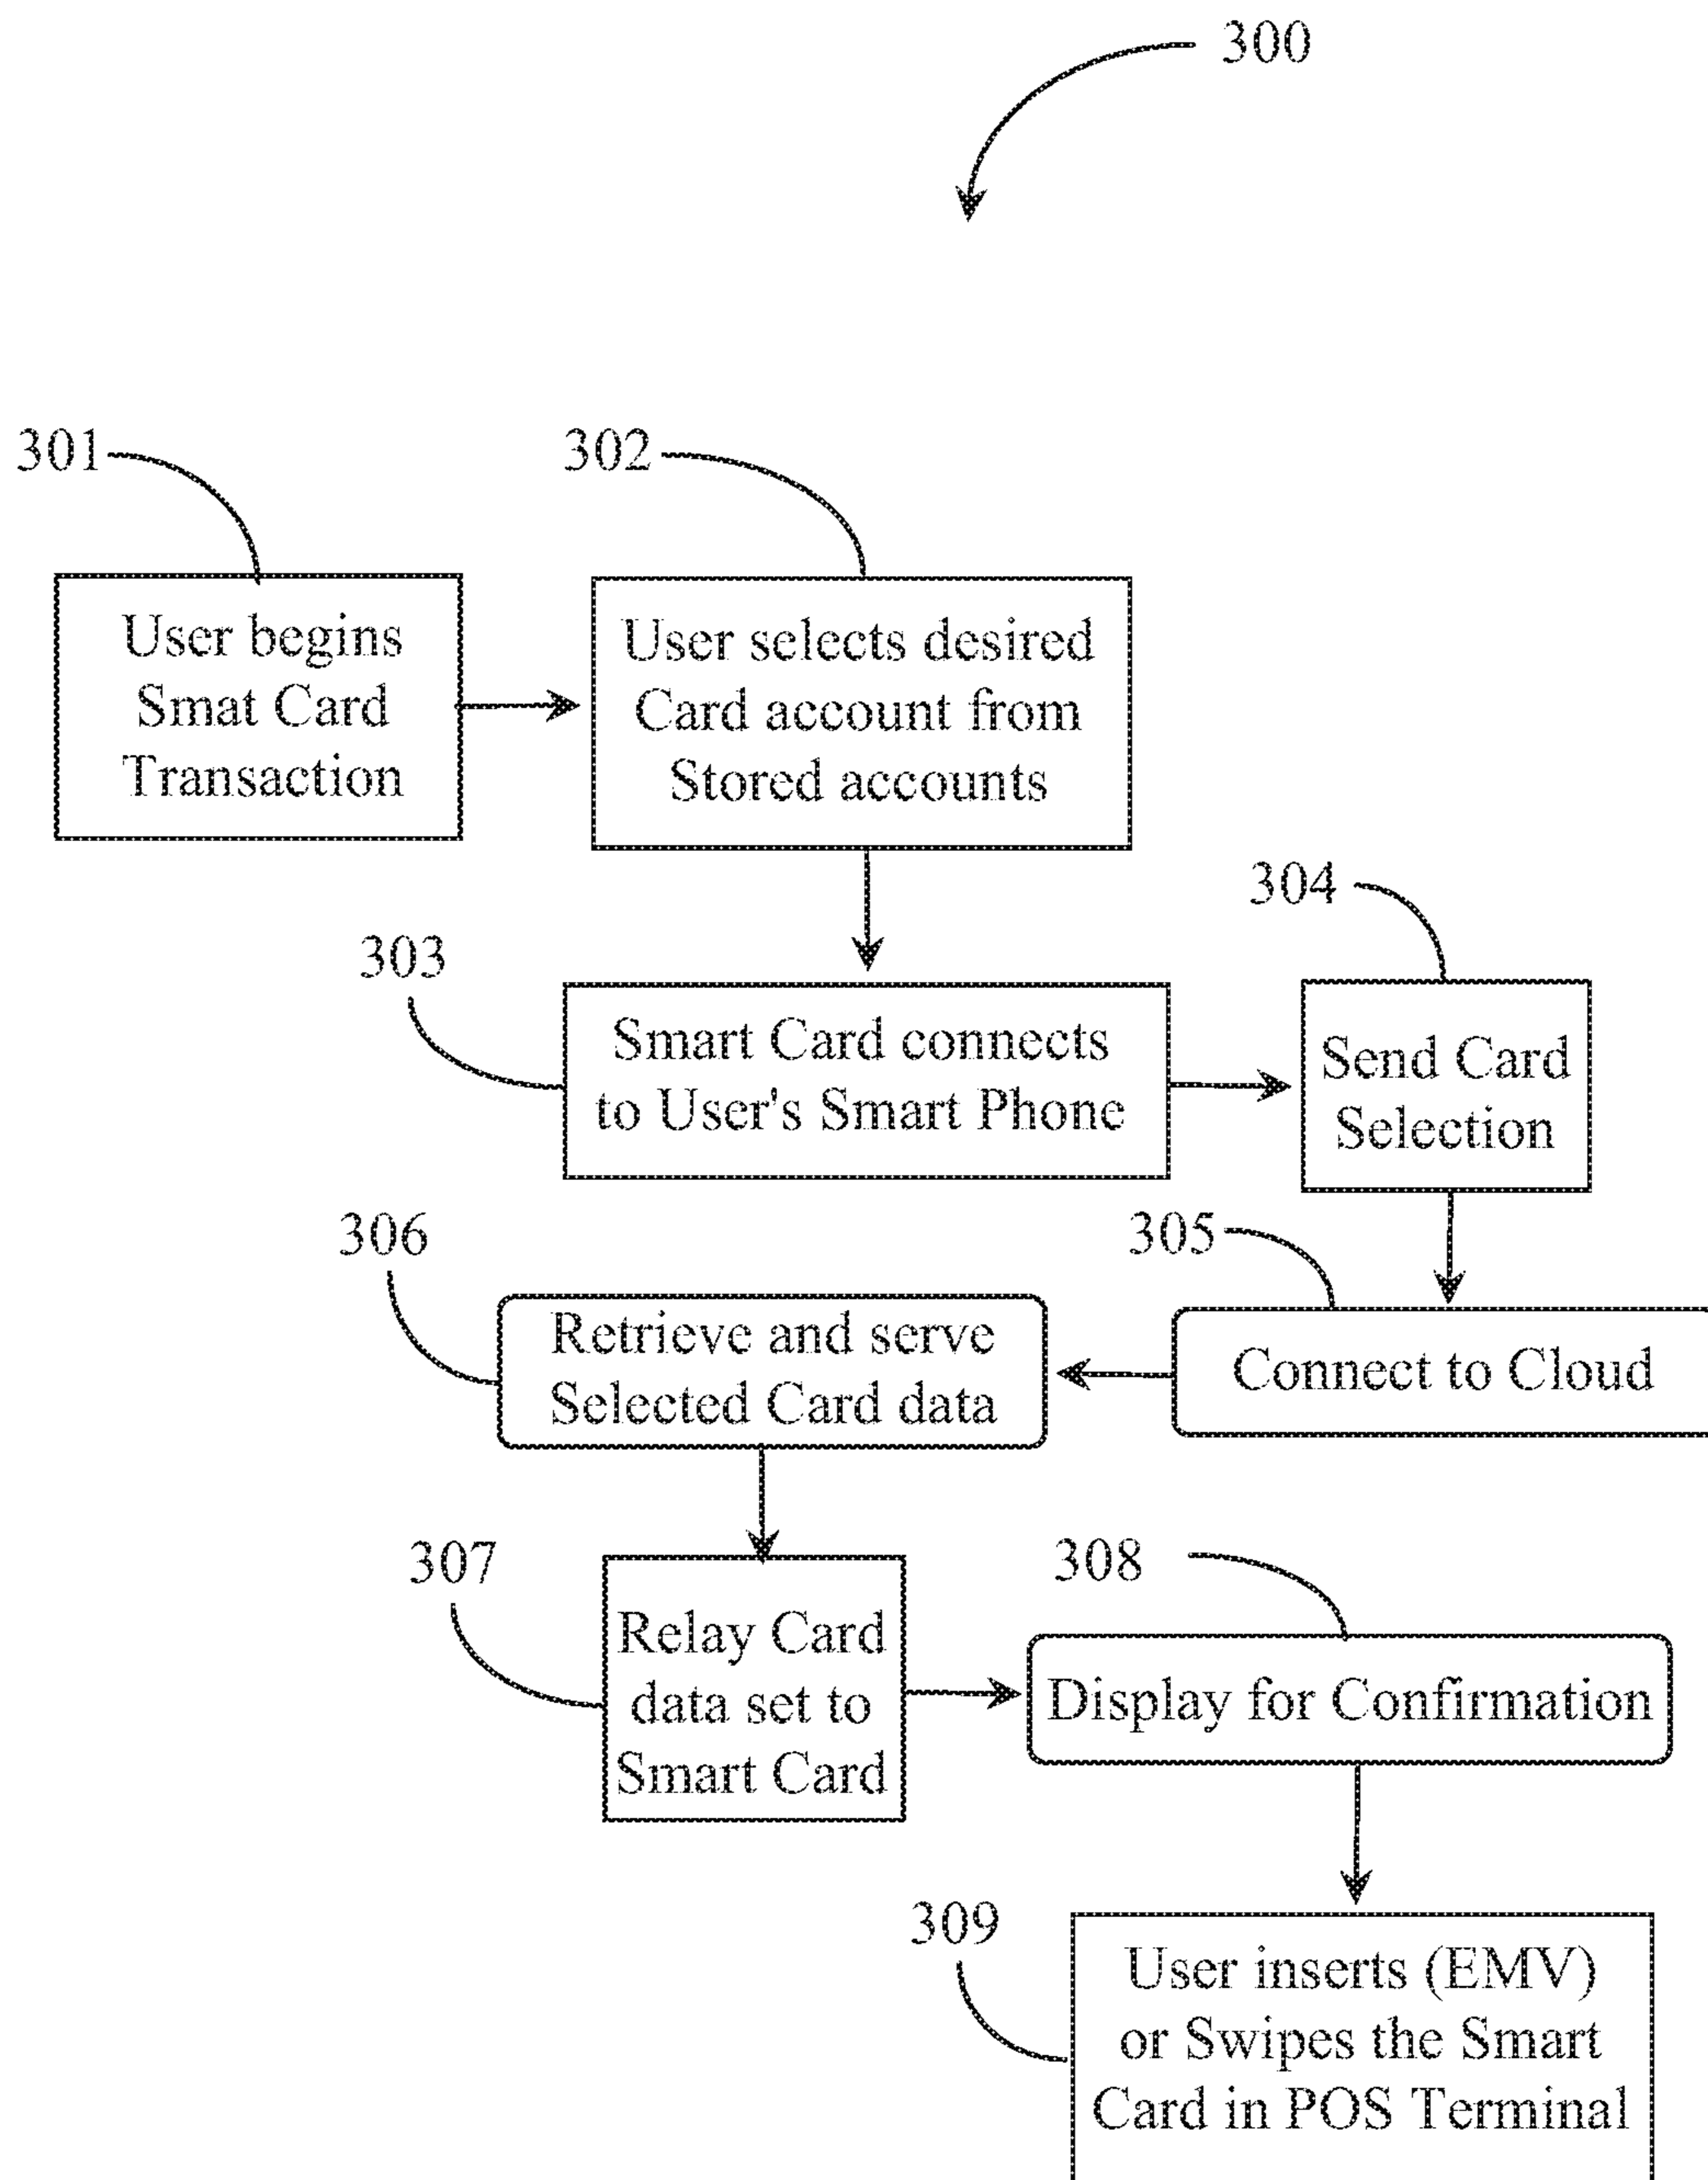 300
301
302
User begins
Smat Card
Transaction
User selects desired
Card account from
Stored accounts
303
304
Smart Card connects
to User's Smart Phone
Send Card
Selection
306
305
Retrieve and serve
Selected Card data
Connect to Cloud
307
308
Relay Card
data set to
Smart Card
Display for Confirmation
309
User inserts (EMV)
or Swipes the Smart
Card in POS Terminal